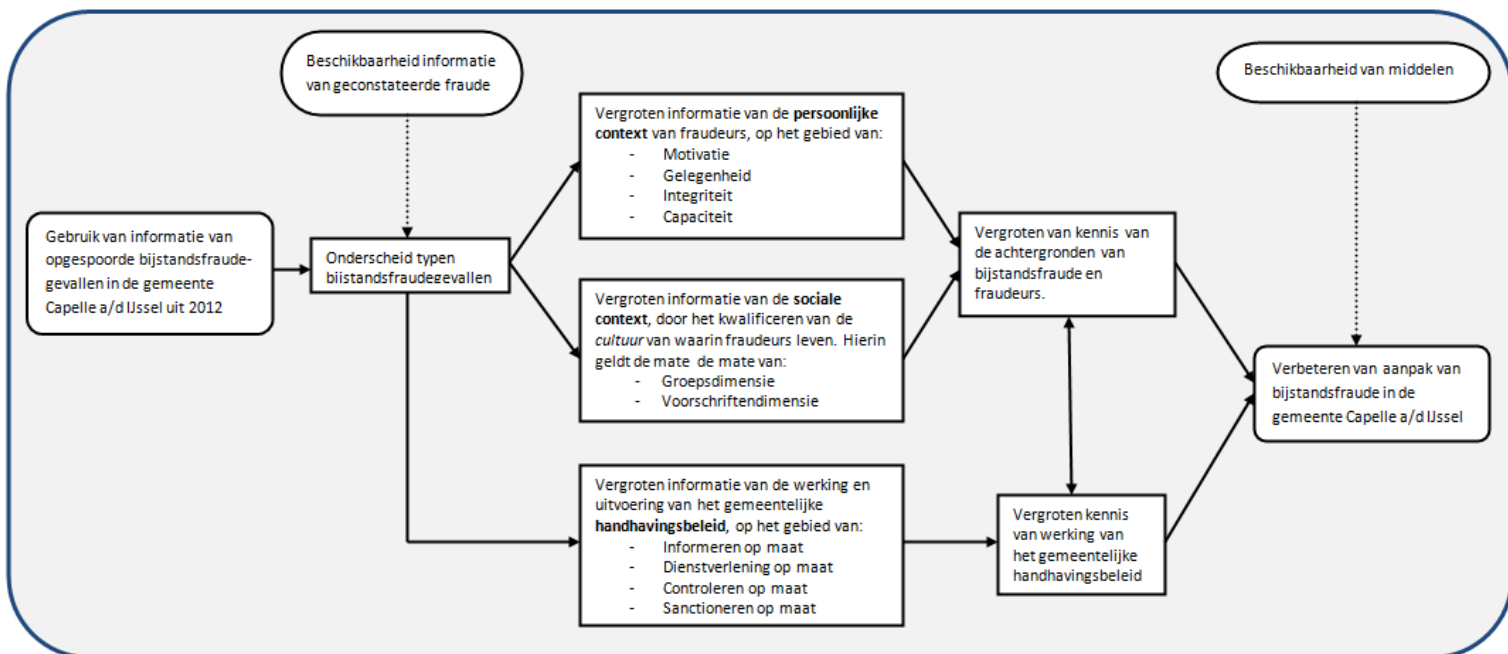 Beschikbaarheid informatie
van geconstateerde fraude
Beschikbaarheid van middelen
Gebruik van informatie van
opgespoorde bijstandsfraude-
gevallen in de gemeente
Capelle a/d IJssel uit 2012
Onderscheid typen
bijstandsfraudegevallen
Vergroten informatie van de persoonlijke
context van fraudeurs, op het gebied van:
- Motivatie
- Gelegenheid
- Integriteit
- Capaciteit
Vergroten informatie van de sociale
context, door het kwalificeren van de
cultuur van waarin fraudeurs leven. Hierin
geldt de mate de mate van:
- Groepsdimensie
- Voorschriftendimensie
Vergroten informatie van de werking en
uitvoering van het gemeentelijke
handhavingsbeleid, op het gebied van:
- Informeren op maat
- Dienstverlening op maat
- Controleren op maat
- Sanctioneren op maat
Vergroten van kennis van
de achtergronden van
bijstandsfraude en
fraudeurs.
Vergroten kennis
van werking van
het gemeentelijke
handhavingsbeleid
Verbeteren van aanpak van
bijstandsfraude in de
gemeente Capelle a/d IJssel